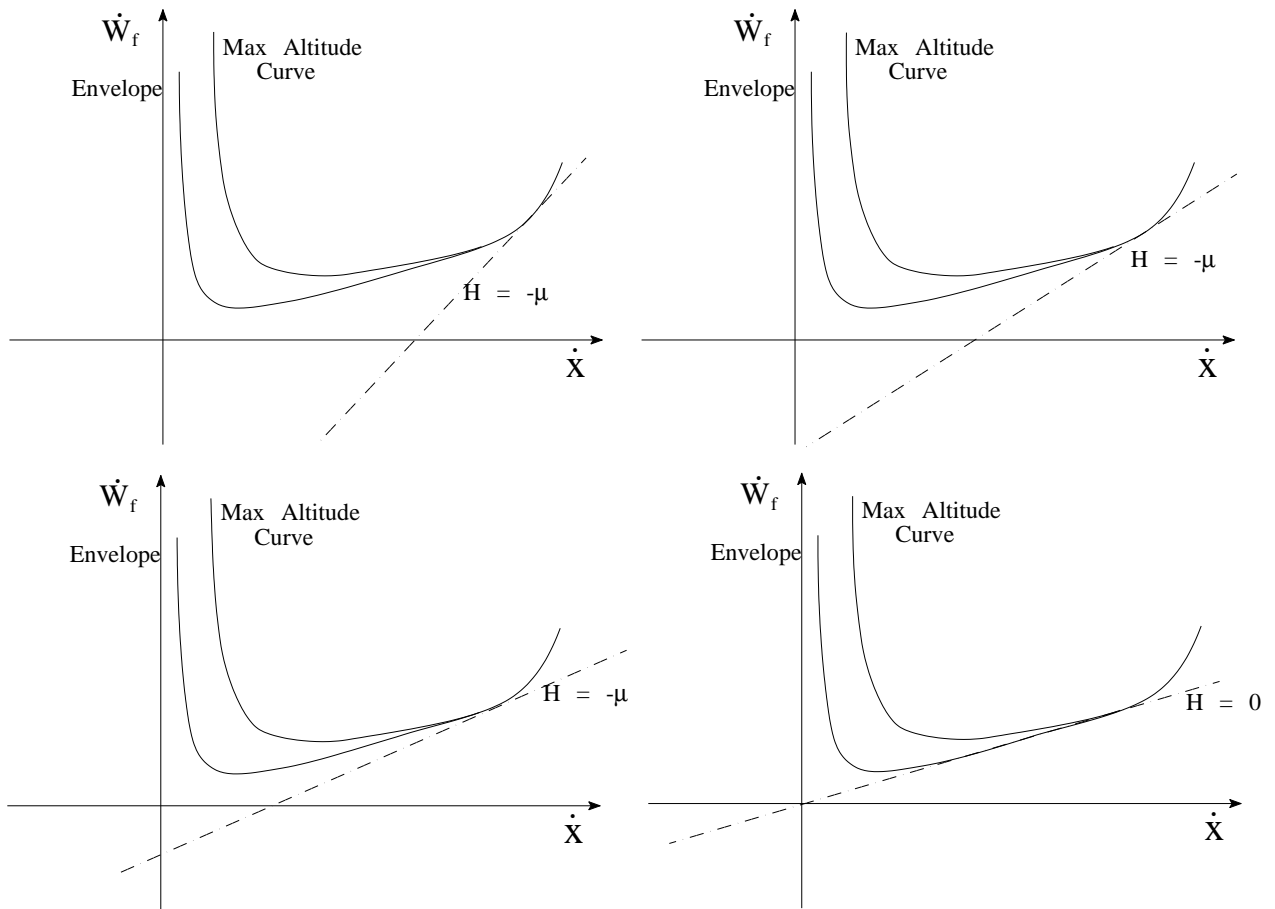 Ẇf
Max Altitude
Curve
Envelope
H = -μ
Ẋ
Ẇf
Max Altitude
Curve
Envelope
H = -μ
Ẋ
Ẇf
Max Altitude
Curve
Envelope
H = -μ
Ẋ
Ẇf
Max Altitude
Curve
Envelope
H = 0
Ẋ